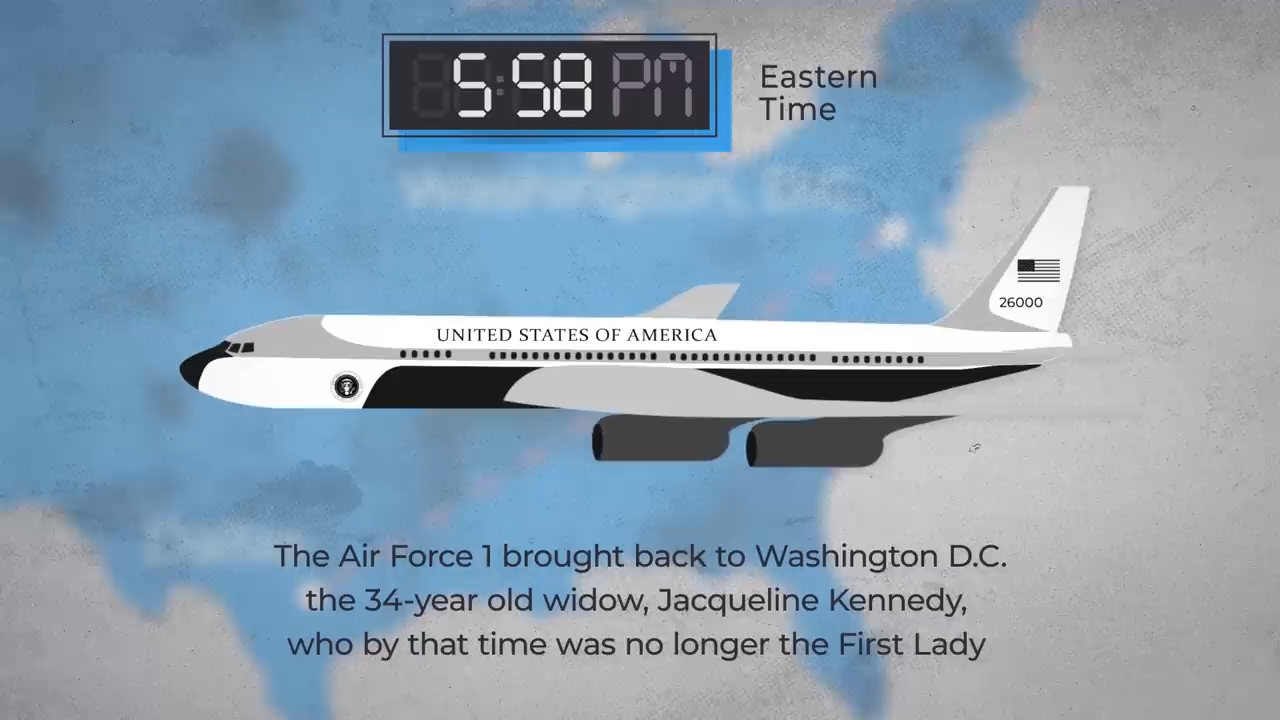 5:58 PM
Eastern
Time
Washington, D.C.
26000
UNITED STATES OF AMERICA
The Air Force 1 brought back to Washington D.C.
the 34-year old widow, Jacqueline Kennedy,
who by that time was no longer the First Lady